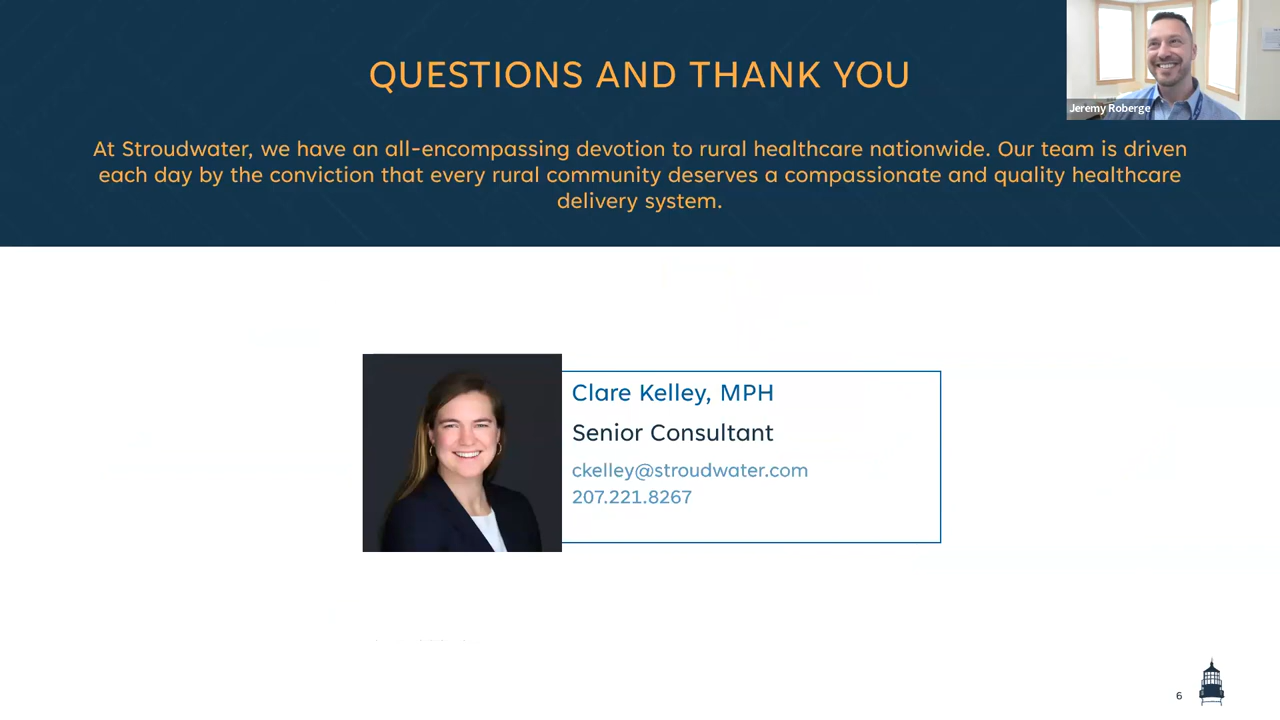 QUESTIONS AND THANK YOU
Jeremy Roberge
At Stroudwater, we have an all-encompassing devotion to rural healthcare nationwide. Our team is driven
each day by the conviction that every rural community deserves a compassionate and quality healthcare
delivery system.
Clare Kelley, MPH
Senior Consultant
ckelley@stroudwater.com
207.221.8267
6